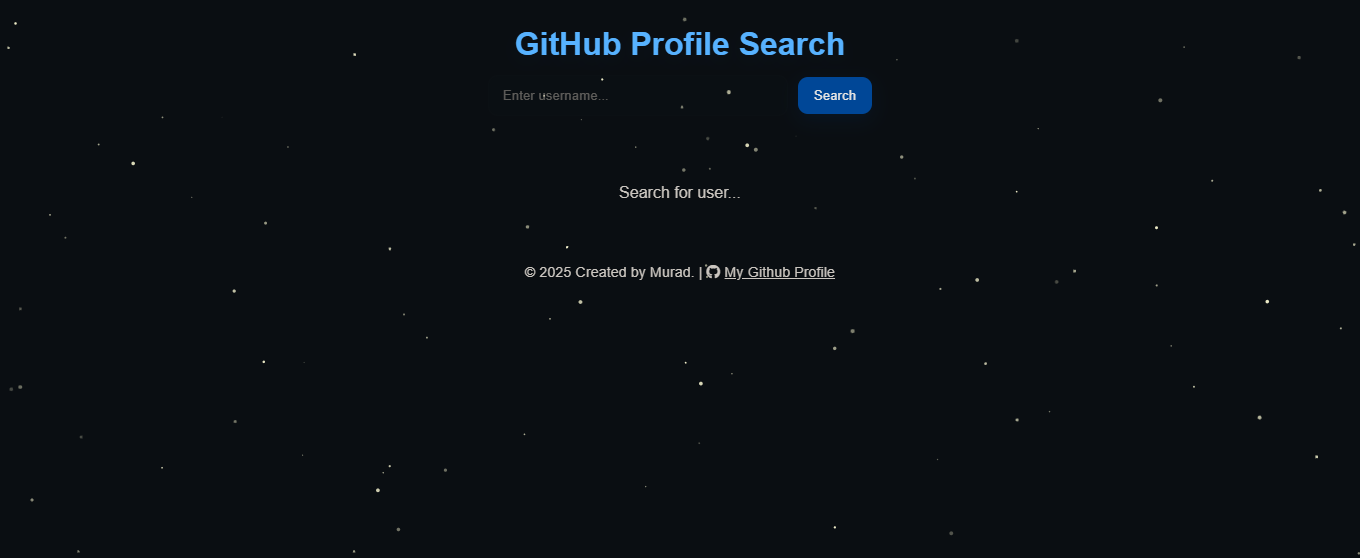 GitHub Profile Search
Enter username...
Search
Search for user...
© 2025 Created by Murad. | My Github Profile